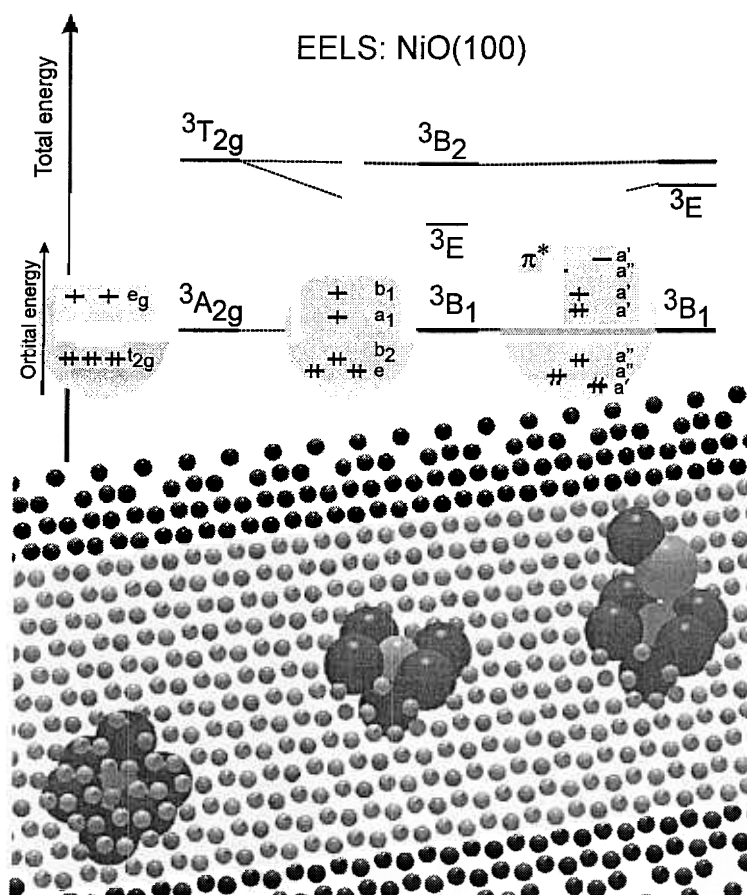 EELS: NiO(100)
Total energy
Orbital energy
³T₂g
³B₂
³E
³E
π*
a'
a"
e_g
³A₂g
b₁
a₁
³B₁
a'
a'
³B₁
t₂g
b₂
e
a"
a"
a'